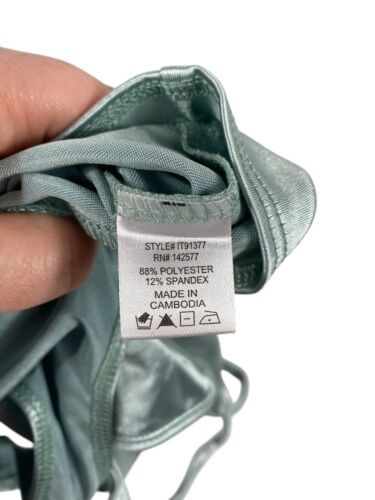 STYLE# IT91377
RN# 142577
88% POLYESTER
12% SPANDEX
MADE IN
CAMBODIA